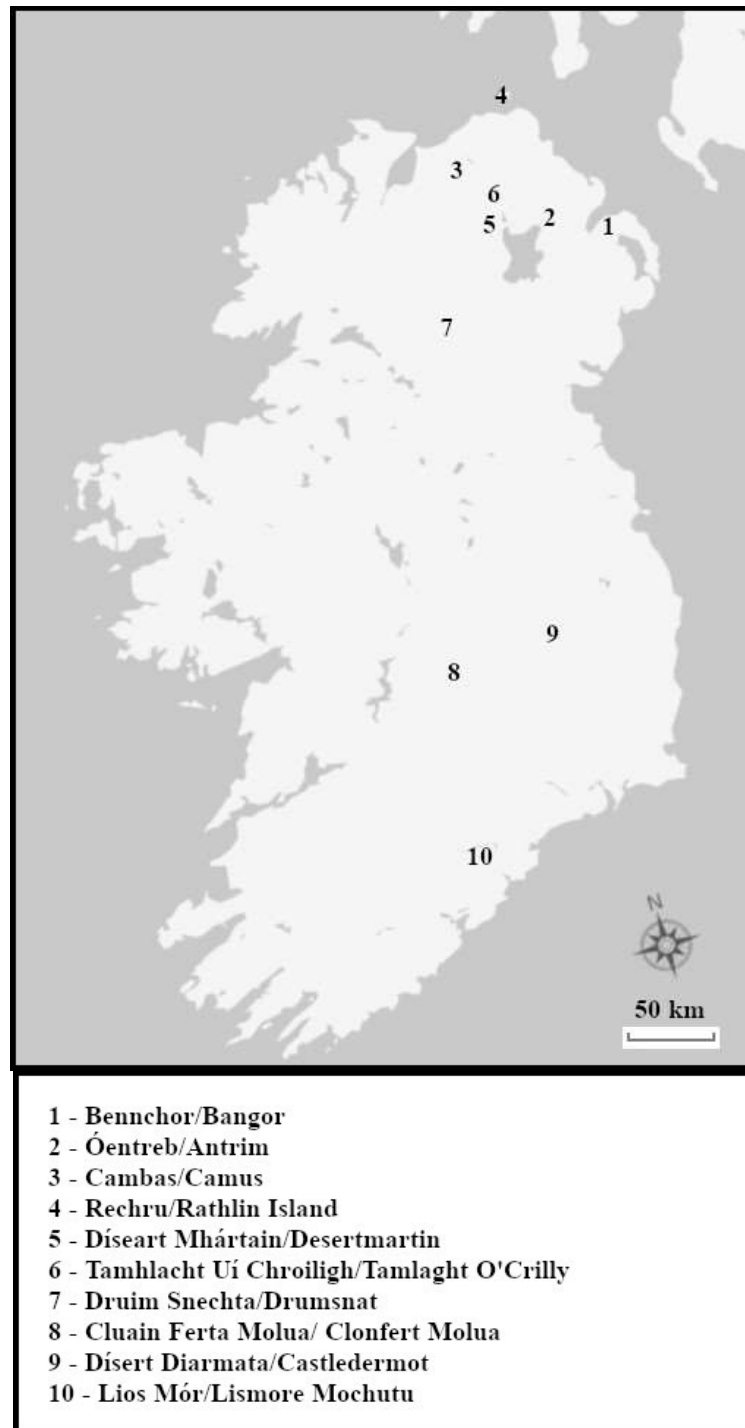 4
3
6
5
2
1
7
9
8
10
N
50 km
1 - Bennchor/Bangor
2 - Óentreb/Antrim
3 - Cambas/Camus
4 - Rechru/Rathlin Island
5 - Díseart Mhártain/Desertmartin
6 - Tamhlacht Uí Chroiligh/Tamlaght O'Crilly
7 - Druim Snechta/Drumsnat
8 - Cluain Ferta Molua/ Clonfert Molua
9 - Dísert Diarmata/Castledermot
10 - Lios Mór/Lismore Mochutu